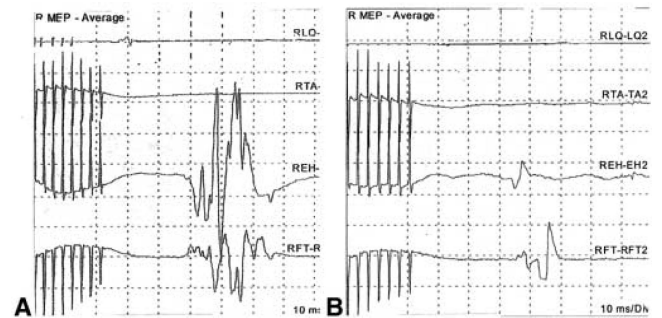 R MEP - Average
RLQ-
RTA-
REH-
RFT-R
10 ms
A
R MEP - Average
RLQ-LQ2
RTA-TA2
REH-EH2
RFT-RFT2
10 ms/Div
B